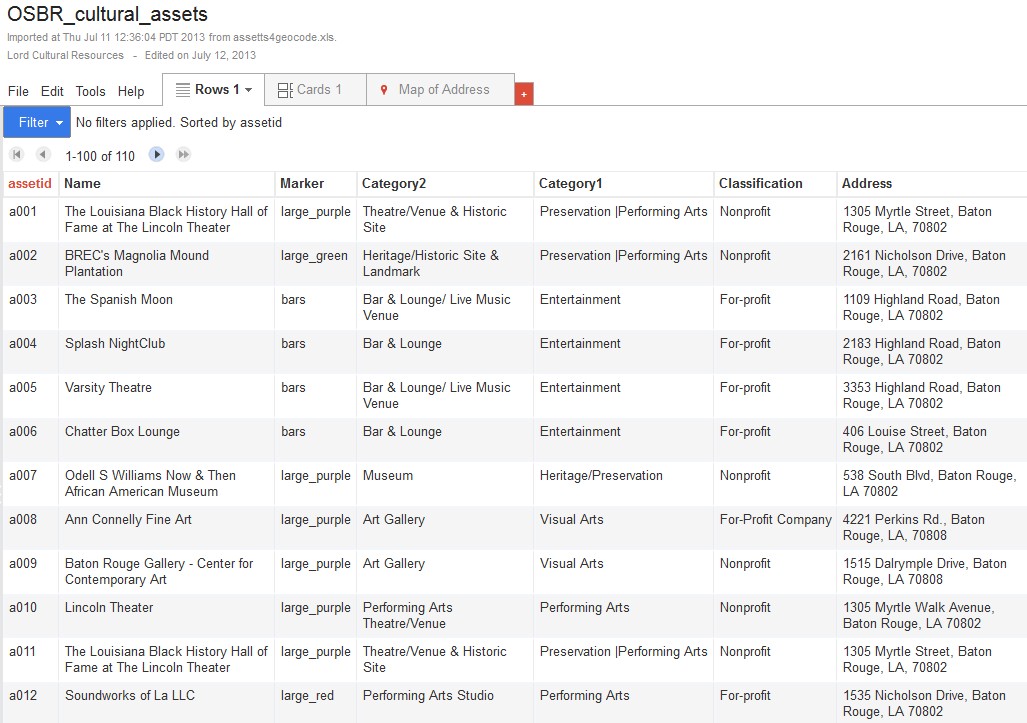 OSBR_cultural_assets
Imported at Thu Jul 11 12:36:04 PDT 2013 from assetts4geocode.xls.
Lord Cultural Resources - Edited on July 12, 2013
File Edit Tools Help Rows 1 Cards 1 Map of Address +
Filter No filters applied. Sorted by assetid
1-100 of 110
assetid Name Marker Category2 Category1 Classification Address
a001 The Louisiana Black History Hall of large_purple Theatre/Venue & Historic Preservation |Performing Arts Nonprofit 1305 Myrtle Street, Baton
Fame at The Lincoln Theater Site Rouge, LA, 70802
a002 BREC's Magnolia Mound large_green Heritage/Historic Site & Preservation |Performing Arts Nonprofit 2161 Nicholson Drive, Baton
Plantation Landmark Rouge, LA, 70802
a003 The Spanish Moon bars Bar & Lounge/ Live Music Entertainment For-profit 1109 Highland Road, Baton
Venue Rouge, LA 70802
a004 Splash NightClub bars Bar & Lounge Entertainment For-profit 2183 Highland Road, Baton
Rouge, LA 70802
a005 Varsity Theatre bars Bar & Lounge/ Live Music Entertainment For-profit 3353 Highland Road, Baton
Venue Rouge, LA 70802
a006 Chatter Box Lounge bars Bar & Lounge Entertainment For-profit 406 Louise Street, Baton
Rouge, LA 70802
a007 Odell S Williams Now & Then large_purple Museum Heritage/Preservation Nonprofit 538 South Blvd, Baton Rouge,
African American Museum LA 70802
a008 Ann Connelly Fine Art large_purple Art Gallery Visual Arts For-Profit Company 4221 Perkins Rd., Baton
Rouge, LA, 70808
a009 Baton Rouge Gallery - Center for large_purple Art Gallery Visual Arts Nonprofit 1515 Dalrymple Drive, Baton
Contemporary Art Rouge, LA 70808
a010 Lincoln Theater large_purple Performing Arts Performing Arts Nonprofit 1305 Myrtle Walk Avenue,
Theatre/Venue Baton Rouge, LA 70802
a011 The Louisiana Black History Hall of large_purple Theatre/Venue & Historic Preservation |Performing Arts Nonprofit 1305 Myrtle Street, Baton
Fame at The Lincoln Theater Site Rouge, LA, 70802
a012 Soundworks of La LLC large_red Performing Arts Studio Performing Arts For-profit 1535 Nicholson Drive, Baton
Rouge, LA 70802